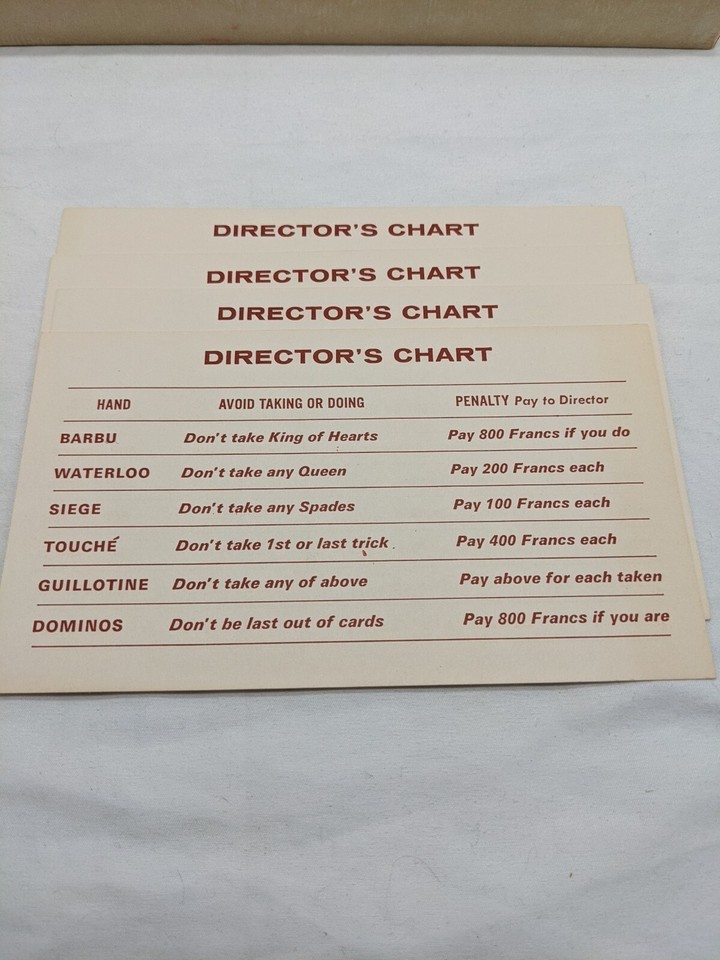 DIRECTOR'S CHART
DIRECTOR'S CHART
DIRECTOR'S CHART
DIRECTOR'S CHART
HAND AVOID TAKING OR DOING PENALTY Pay to Director
BARBU Don't take King of Hearts Pay 800 Francs if you do
WATERLOO Don't take any Queen Pay 200 Francs each
SIEGE Don't take any Spades Pay 100 Francs each
TOUCHÉ Don't take 1st or last trick Pay 400 Francs each
GUILLOTINE Don't take any of above Pay above for each taken
DOMINOS Don't be last out of cards Pay 800 Francs if you are